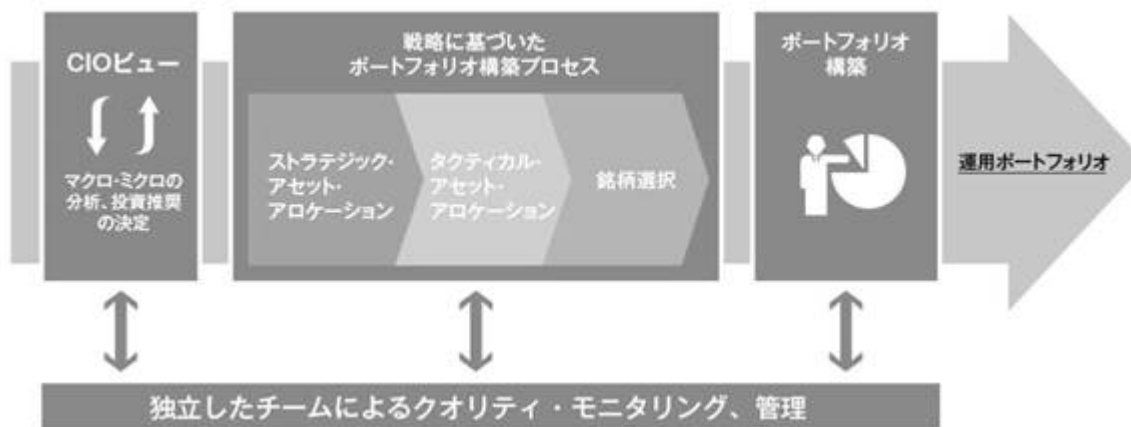 CIOビュー
マクロ・ミクロの
分析、投資推奨
の決定
戦略に基づいた
ポートフォリオ構築プロセス
ストラテジック・
アセット・
アロケーション
タクティカル・
アセット・
アロケーション
銘柄選択
ポートフォリオ
構築
運用ポートフォリオ
独立したチームによるクオリティ・モニタリング、管理